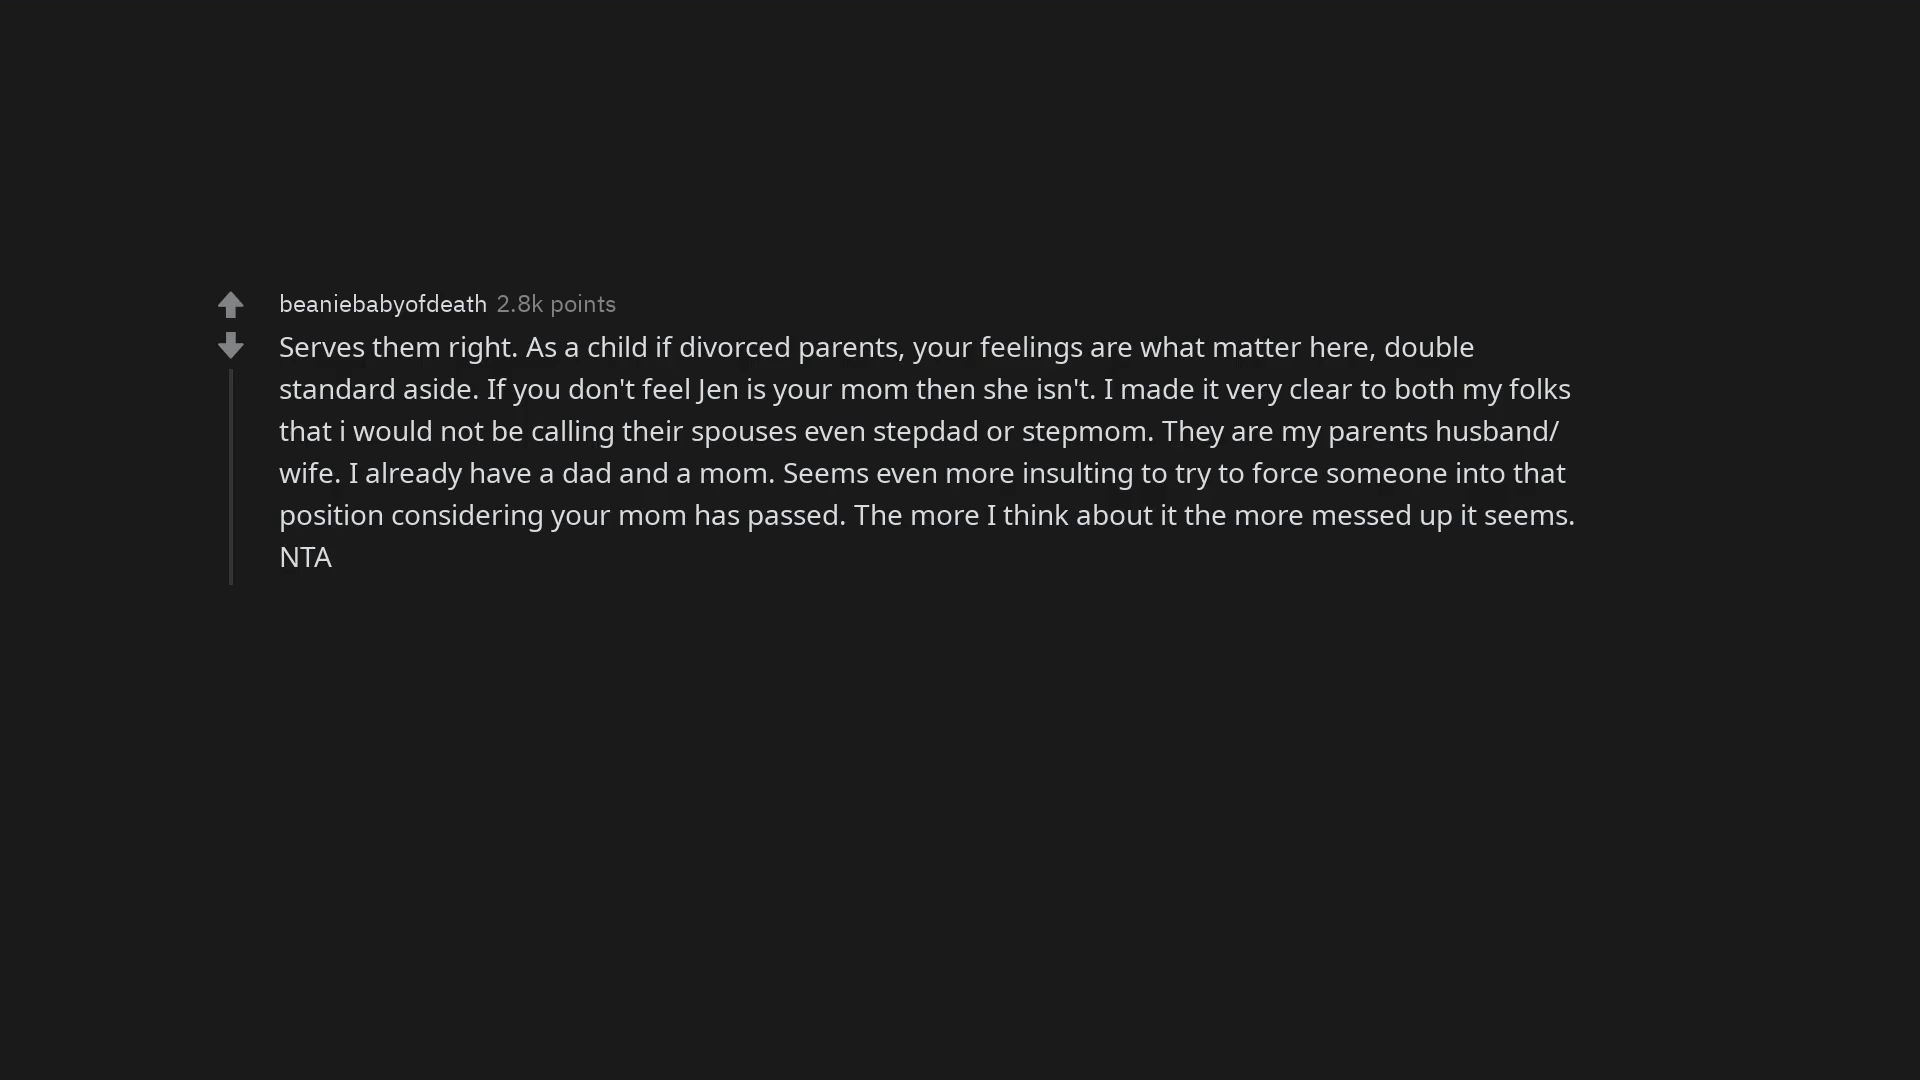 beaniebabyofdeath 2.8k points
Serves them right. As a child if divorced parents, your feelings are what matter here, double
standard aside. If you don't feel Jen is your mom then she isn't. I made it very clear to both my folks
that i would not be calling their spouses even stepdad or stepmom. They are my parents husband/
wife. I already have a dad and a mom. Seems even more insulting to try to force someone into that
position considering your mom has passed. The more I think about it the more messed up it seems.
NTA